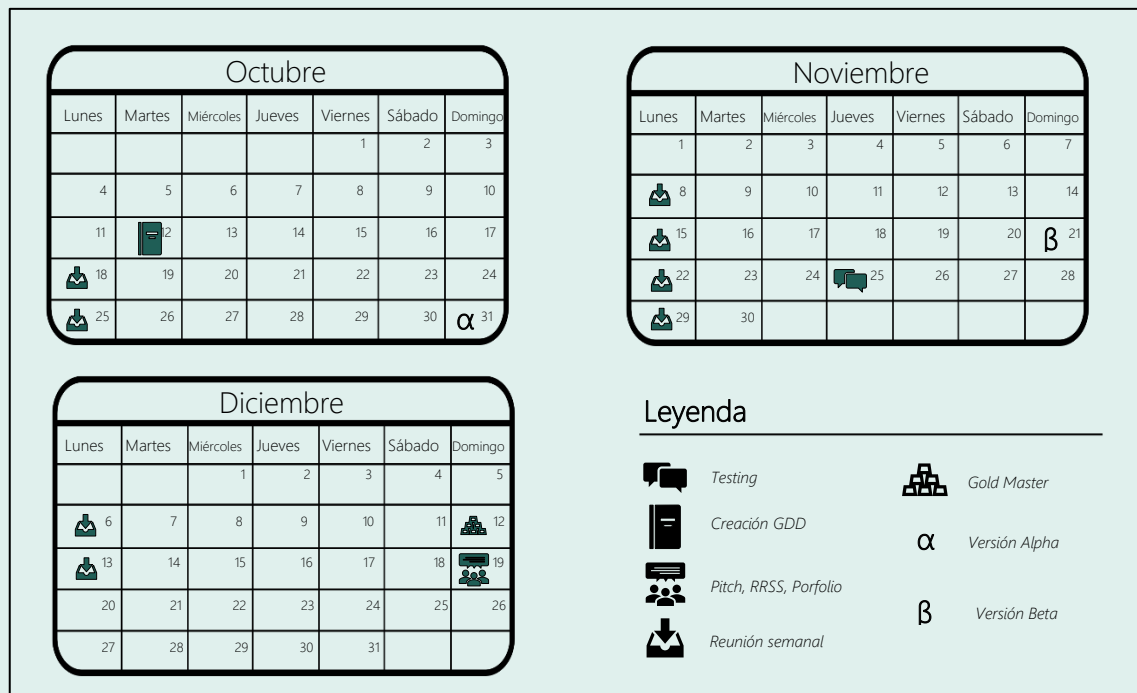 Octubre
Lunes Martes Miércoles Jueves Viernes Sábado Domingo
1 2 3
4 5 6 7 8 9 10
11 12 13 14 15 16 17
18 19 20 21 22 23 24
25 26 27 28 29 30 α 31
Noviembre
Lunes Martes Miércoles Jueves Viernes Sábado Domingo
1 2 3 4 5 6 7
8 9 10 11 12 13 14
15 16 17 18 19 20 β 21
22 23 24 25 26 27 28
29 30
Diciembre
Lunes Martes Miércoles Jueves Viernes Sábado Domingo
1 2 3 4 5
6 7 8 9 10 11 12
13 14 15 16 17 18 19
20 21 22 23 24 25 26
27 28 29 30 31
Leyenda
Testing
Creación GDD
Pitch, RRSS, Porfolio
Reunión semanal
Gold Master
α Versión Alpha
β Versión Beta